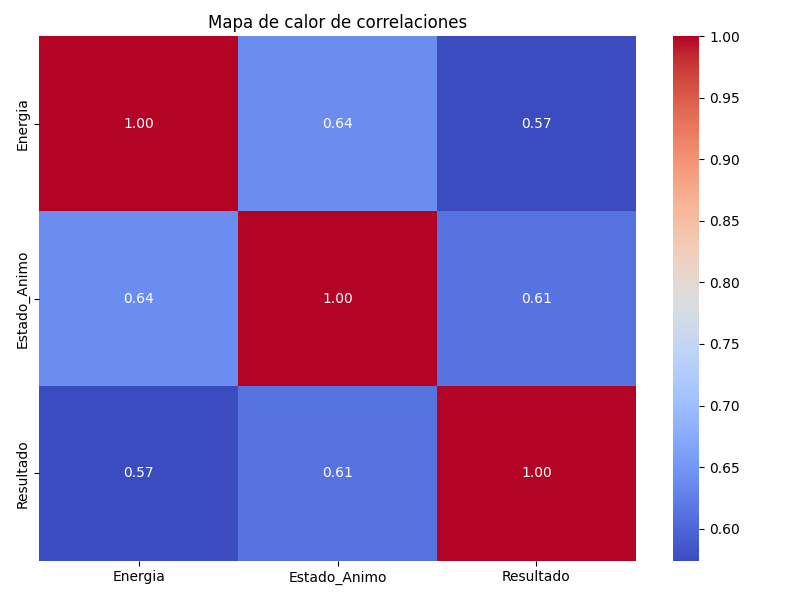 Mapa de calor de correlaciones
Energia
1.00 0.64 0.57
Estado_Animo
0.64 1.00 0.61
Resultado
0.57 0.61 1.00
Energia Estado_Animo Resultado
1.00
0.95
0.90
0.85
0.80
0.75
0.70
0.65
0.60